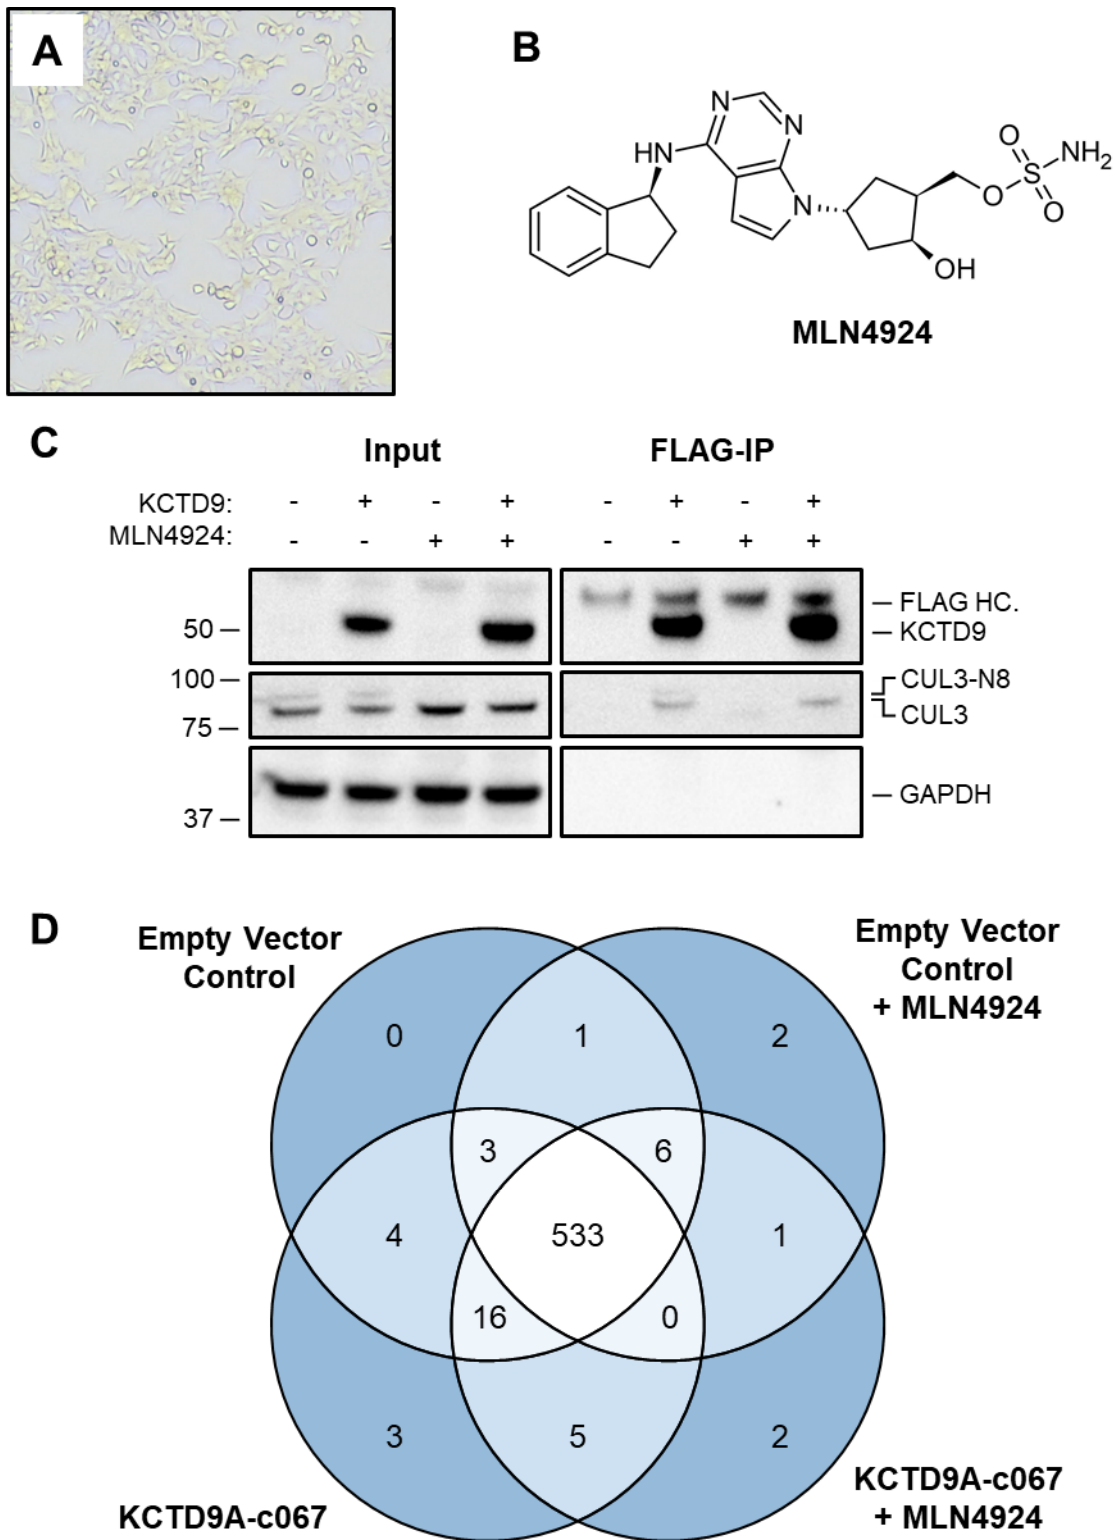 A
B
N
N
HN
N
O
S
NH2
O
O
OH
MLN4924
C
Input
FLAG-IP
KCTD9: - + - + - + - +
MLN4924: - - + + - - + +
FLAG HC.
50
KCTD9
100
CUL3-N8
75
CUL3
GAPDH
37
D
Empty Vector
Control
Empty Vector
Control
+ MLN4924
0 1 2
3 6
4 533 1
16 0
3 5 2
KCTD9A-c067
KCTD9A-c067
+ MLN4924